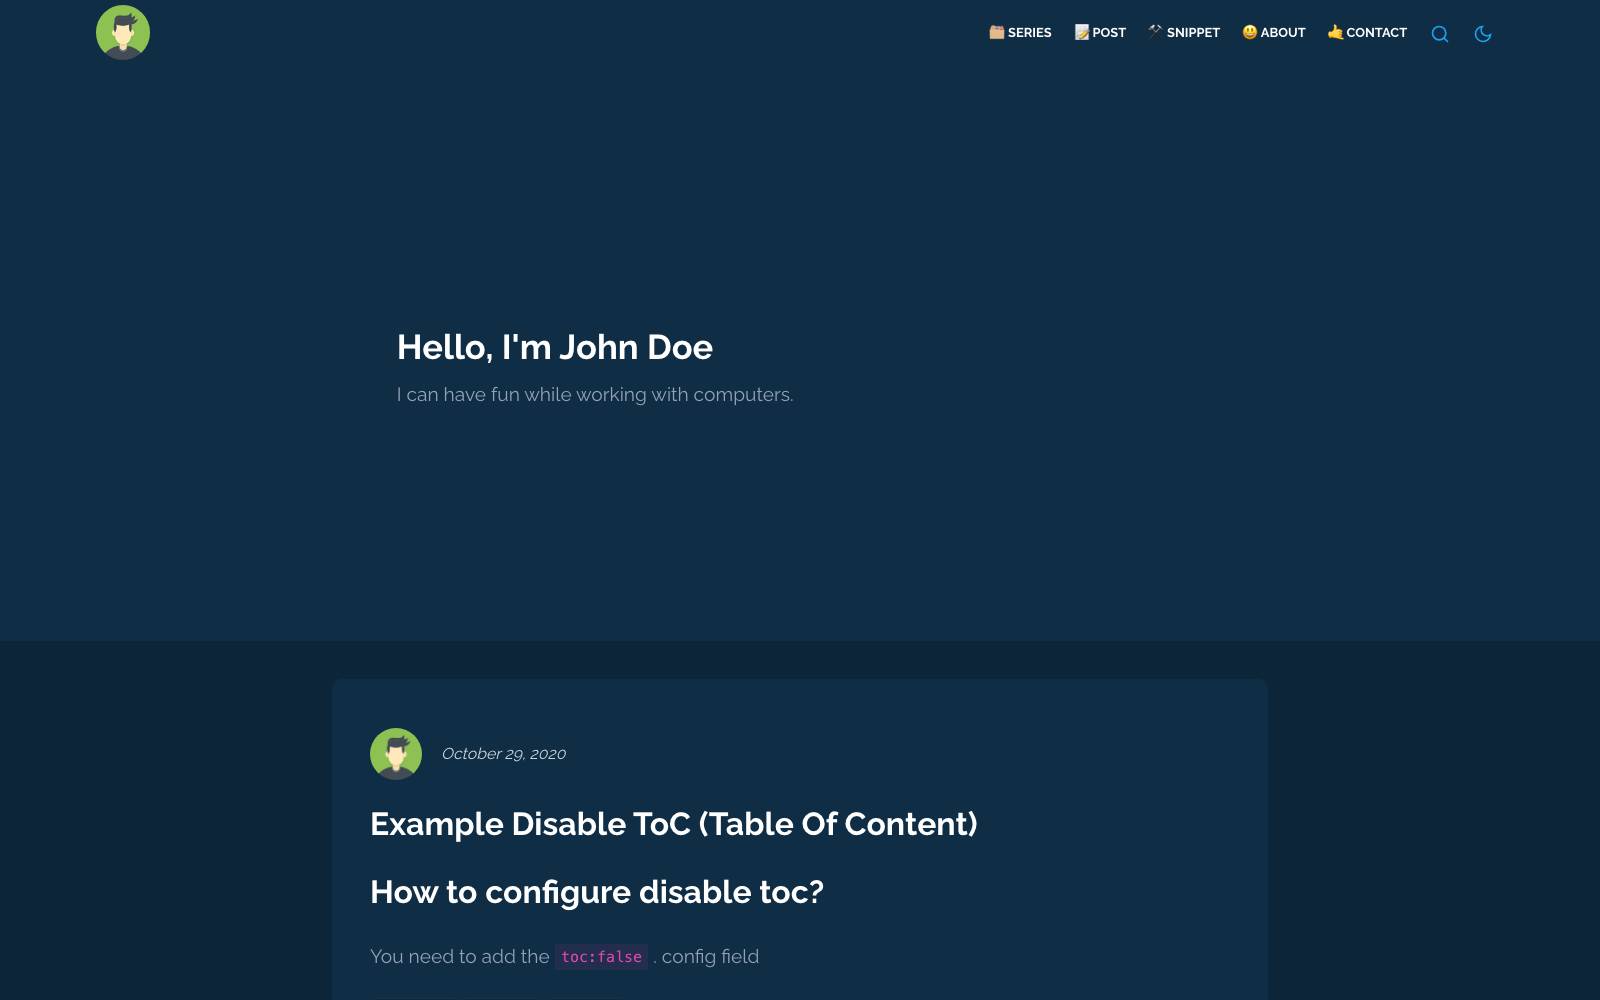 SERIES
POST
SNIPPET
ABOUT
CONTACT
Hello, I'm John Doe
I can have fun while working with computers.
October 29, 2020
Example Disable ToC (Table Of Content)
How to configure disable toc?
You need to add the toc:false . config field